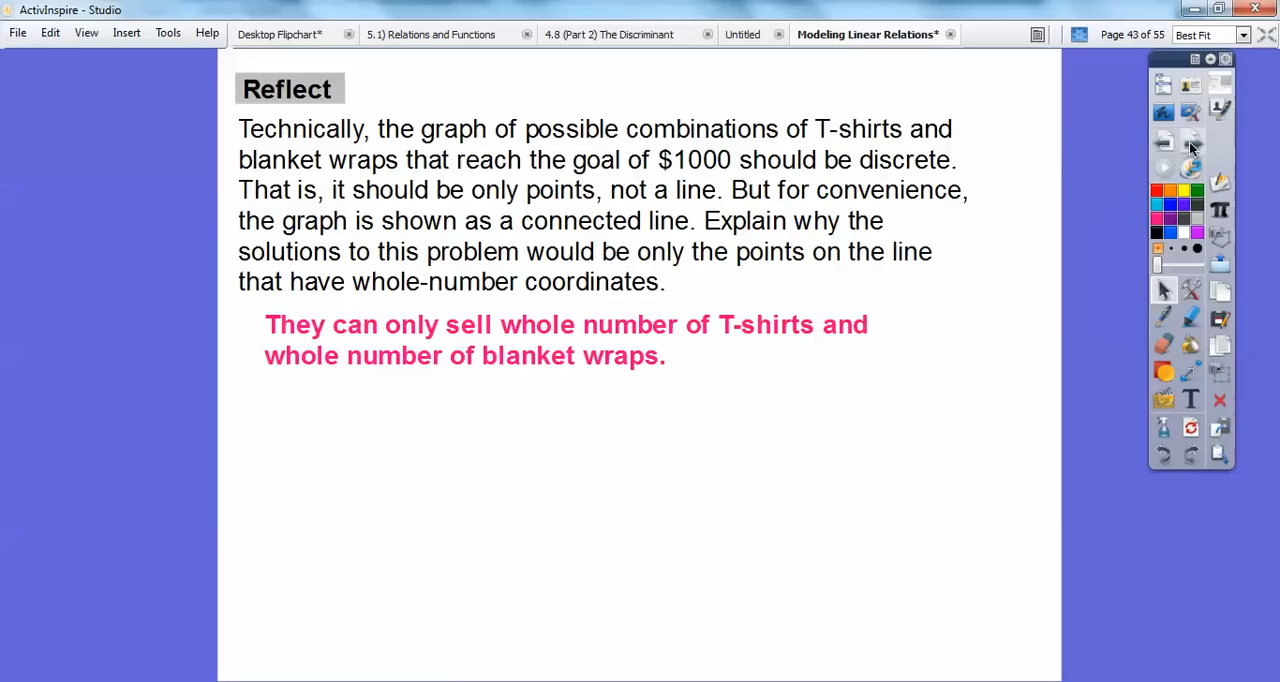 ActivInspire - Studio
File Edit View Insert Tools Help
Desktop Flipchart* 5.1) Relations and Functions 4.8 (Part 2) The Discriminant Untitled Modeling Linear Relations* Page 43 of 55 Best Fit
Reflect
Technically, the graph of possible combinations of T-shirts and
blanket wraps that reach the goal of $1000 should be discrete.
That is, it should be only points, not a line. But for convenience,
the graph is shown as a connected line. Explain why the
solutions to this problem would be only the points on the line
that have whole-number coordinates.
They can only sell whole number of T-shirts and
whole number of blanket wraps.